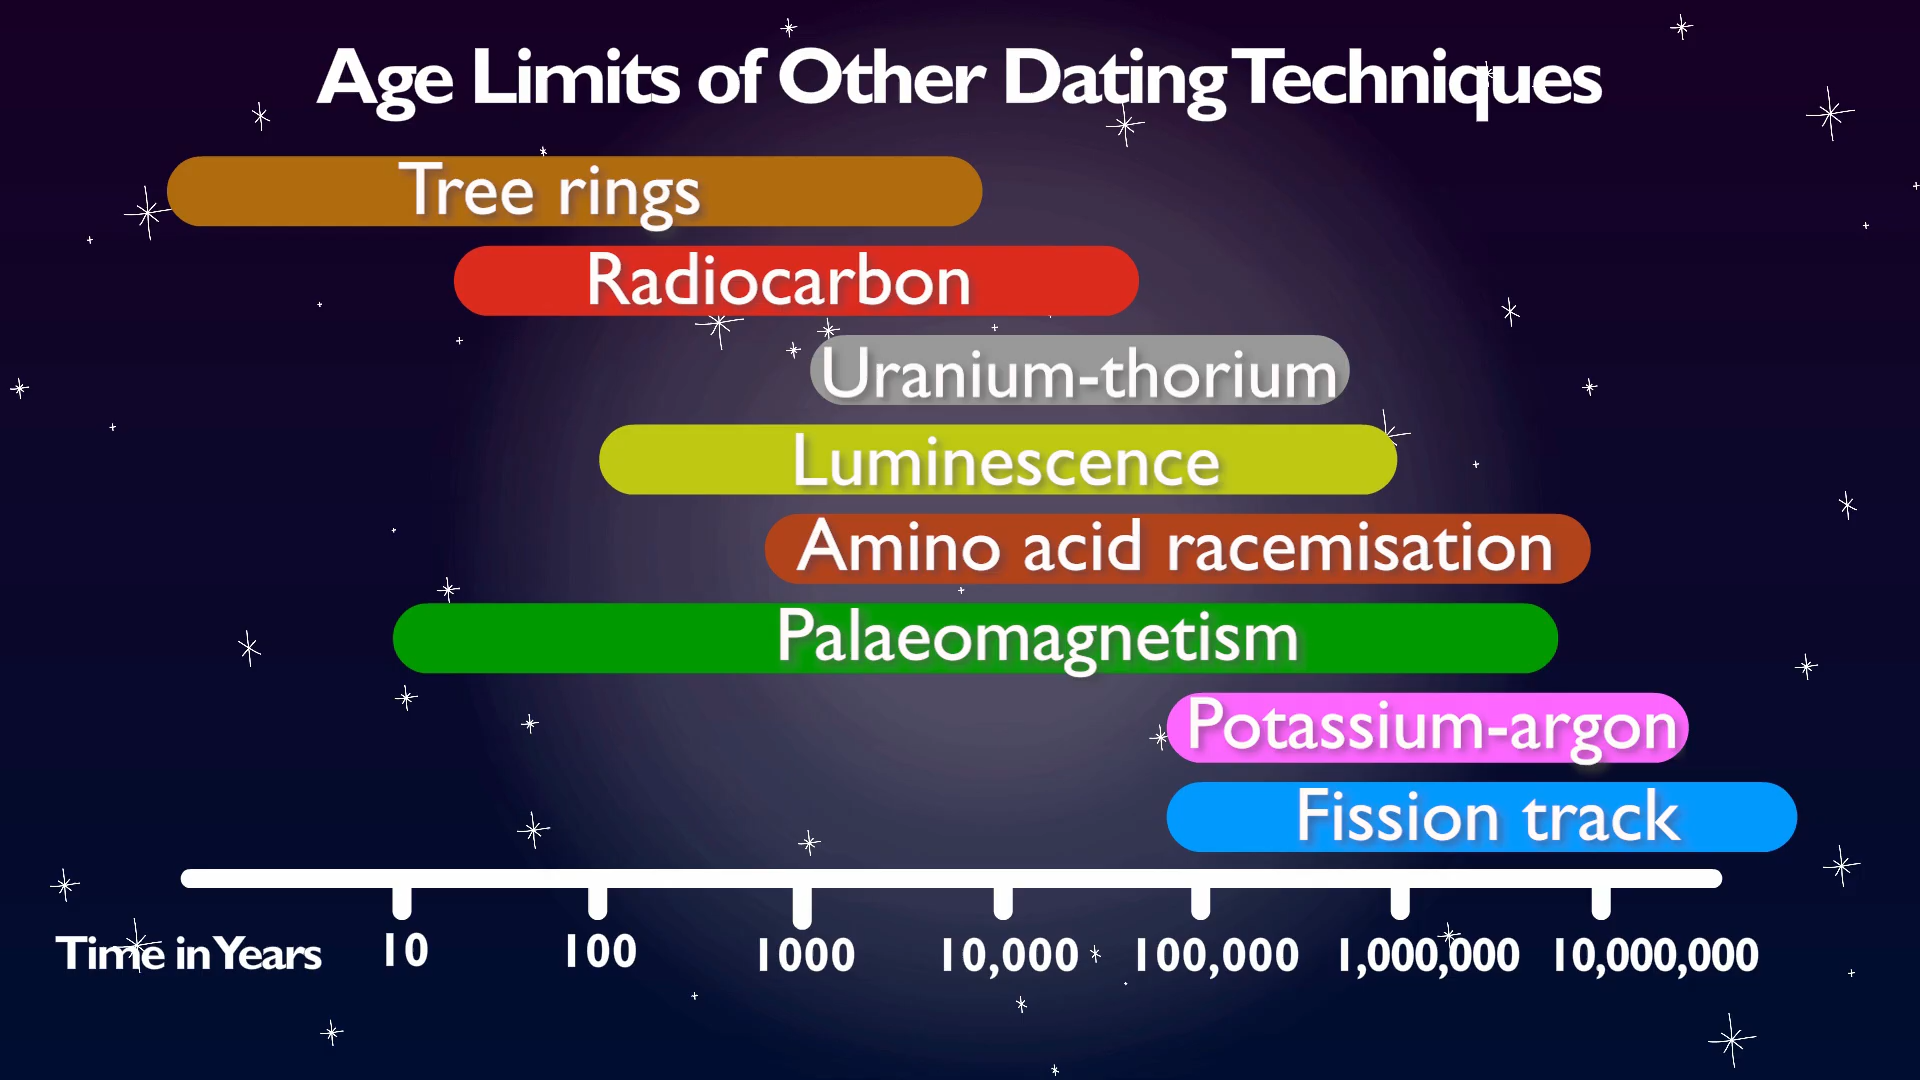 Age Limits of Other Dating Techniques
Tree rings
Radiocarbon
Uranium-thorium
Luminescence
Amino acid racemisation
Palaeomagnetism
Potassium-argon
Fission track
Time in Years 10 100 1000 10,000 100,000 1,000,000 10,000,000